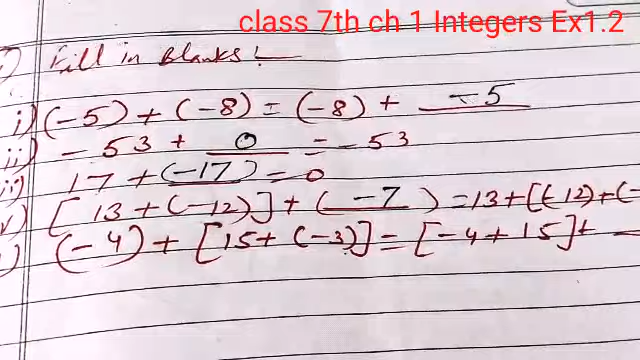 class 7th ch 1 Integers Ex1.2
Fill in Blanks!
i) (-5) + (-8) = (-8) + -5
ii) - 53 + 0 = - 53
iii) 17 + (-17) = 0
v) [13 + (-12)] + (-7) = 13 + [(-12) + (-
) (-4) + [15 + (-3)] = [-4 + 15] +